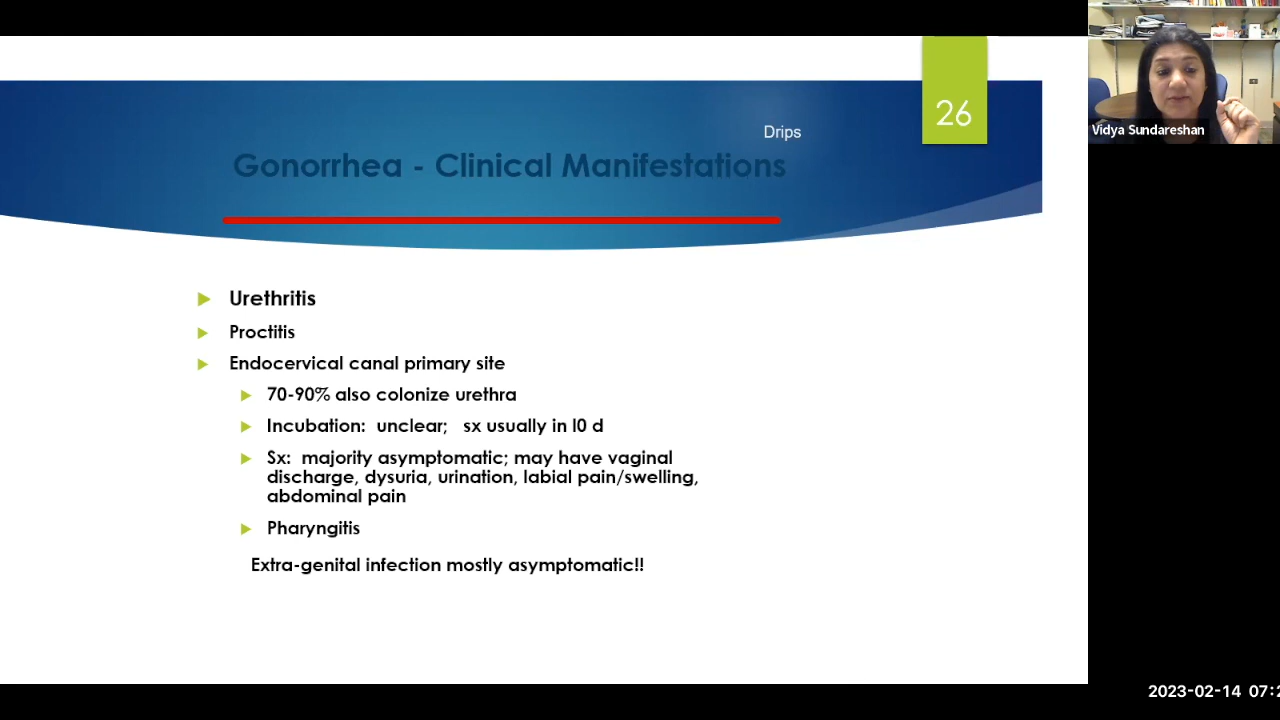 26
Drips
Gonorrhea - Clinical Manifestations
Urethritis
Proctitis
Endocervical canal primary site
70-90% also colonize urethra
Incubation: unclear; sx usually in l0 d
Sx: majority asymptomatic; may have vaginal
discharge, dysuria, urination, labial pain/swelling,
abdominal pain
Pharyngitis
Extra-genital infection mostly asymptomatic!!
Vidya Sundareshan
2023-02-14 07:2